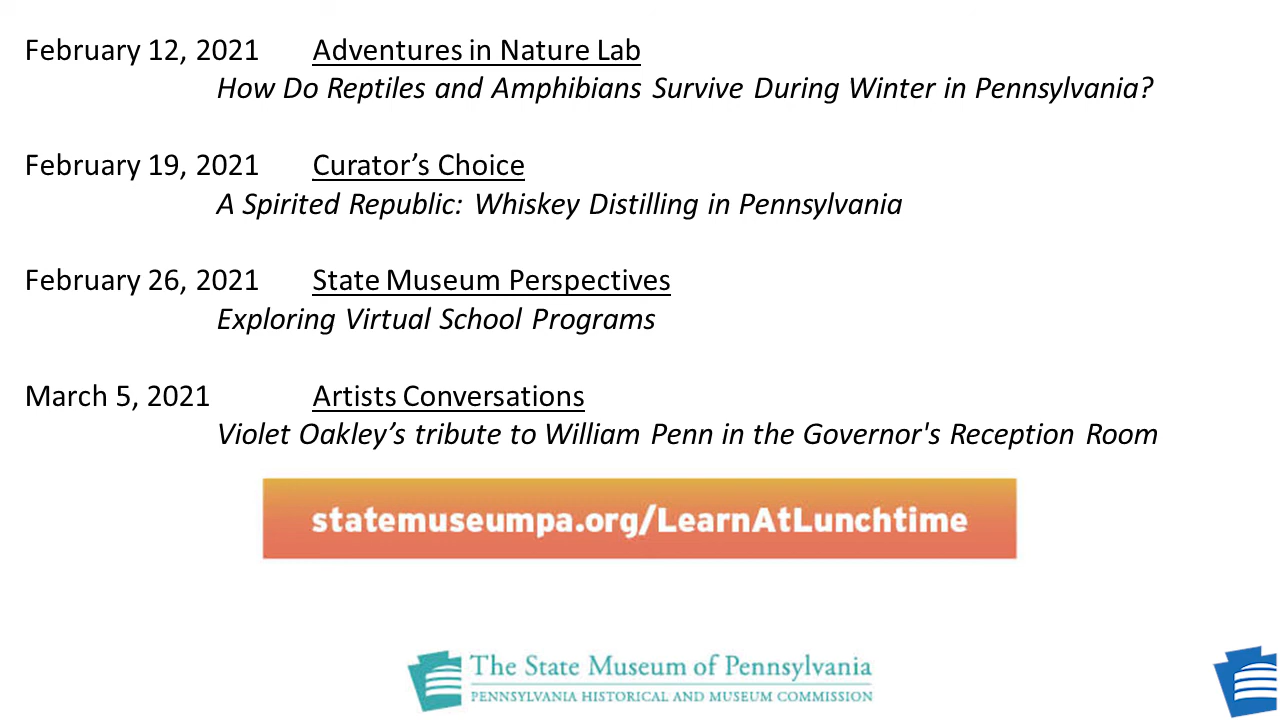 February 12, 2021 Adventures in Nature Lab
How Do Reptiles and Amphibians Survive During Winter in Pennsylvania?
February 19, 2021 Curator’s Choice
A Spirited Republic: Whiskey Distilling in Pennsylvania
February 26, 2021 State Museum Perspectives
Exploring Virtual School Programs
March 5, 2021 Artists Conversations
Violet Oakley’s tribute to William Penn in the Governor's Reception Room
statemuseumpa.org/LearnAtLunchtime
The State Museum of Pennsylvania
PENNSYLVANIA HISTORICAL AND MUSEUM COMMISSION